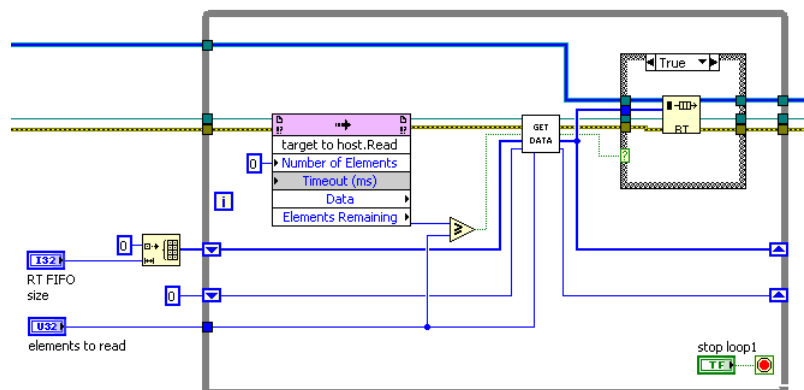 True
GET
DATA
RT
target to host.Read
0
Number of Elements
Timeout (ms)
Data
i
Elements Remaining
0
I32
RT FIFO
size
0
U32
elements to read
stop loop1
TF
?